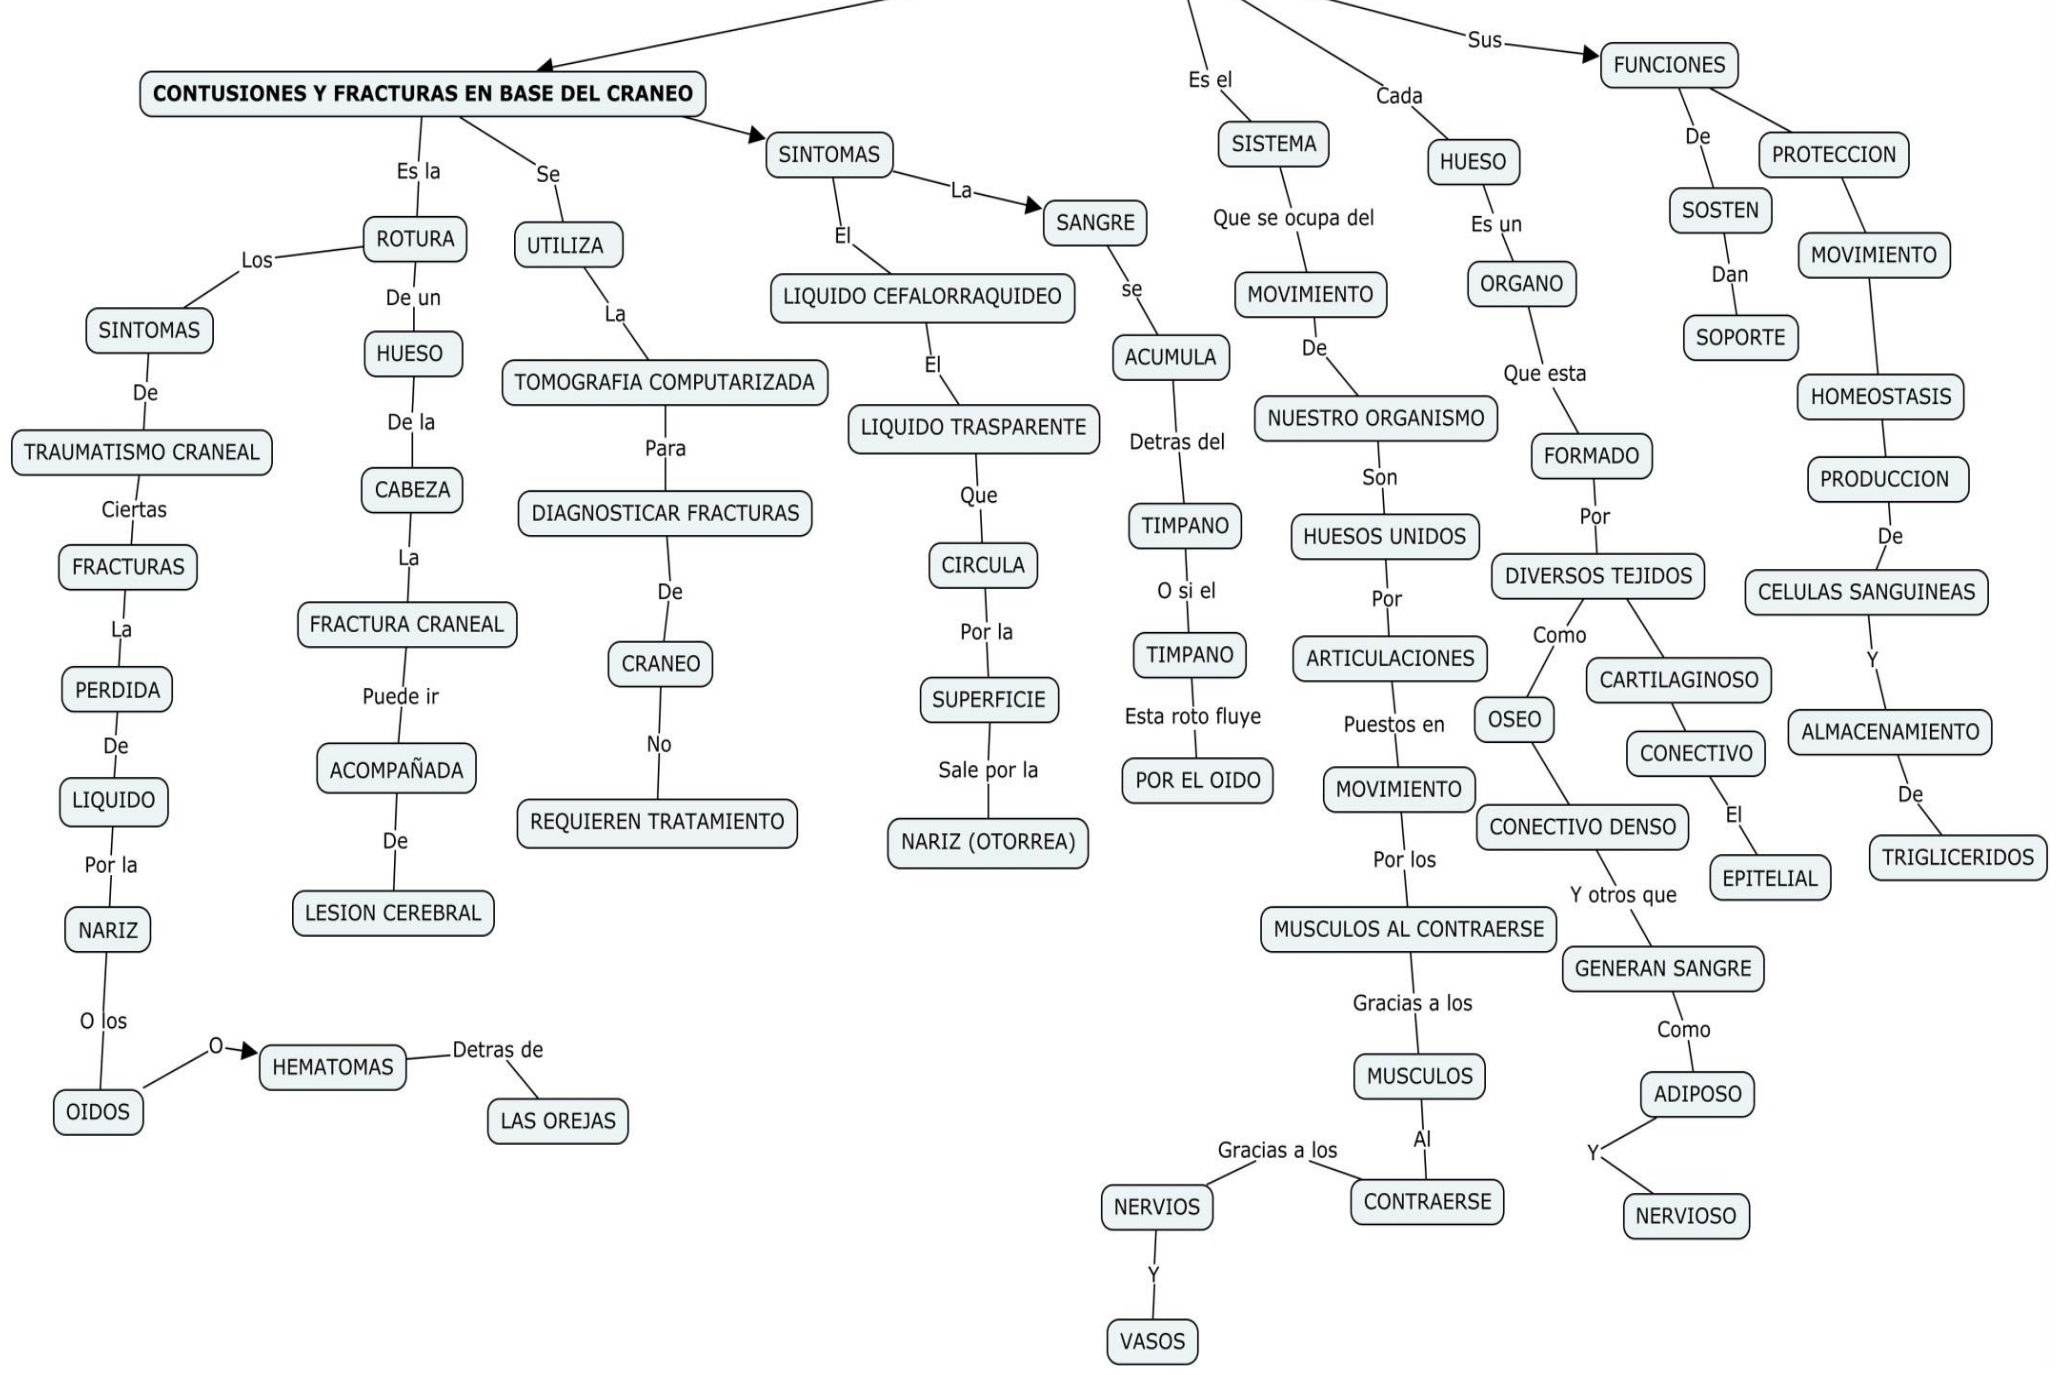 CONTUSIONES Y FRACTURAS EN BASE DEL CRANEO
Es la
ROTURA
Los
SINTOMAS
De
TRAUMATISMO CRANEAL
Ciertas
FRACTURAS
La
PERDIDA
De
LIQUIDO
Por la
NARIZ
O los
OIDOS
O
HEMATOMAS
Detras de
LAS OREJAS
De un
HUESO
De la
CABEZA
La
FRACTURA CRANEAL
Puede ir
ACOMPAÑADA
De
LESION CEREBRAL
Se
UTILIZA
La
TOMOGRAFIA COMPUTARIZADA
Para
DIAGNOSTICAR FRACTURAS
De
CRANEO
No
REQUIEREN TRATAMIENTO
SINTOMAS
El
LIQUIDO CEFALORRAQUIDEO
El
LIQUIDO TRASPARENTE
Que
CIRCULA
Por la
SUPERFICIE
Sale por la
NARIZ (OTORREA)
La
SANGRE
se
ACUMULA
Detras del
TIMPANO
O si el
TIMPANO
Esta roto fluye
POR EL OIDO
Es el
SISTEMA
Que se ocupa del
MOVIMIENTO
De
NUESTRO ORGANISMO
Son
HUESOS UNIDOS
Por
ARTICULACIONES
Puestos en
MOVIMIENTO
Por los
MUSCULOS AL CONTRAERSE
Gracias a los
MUSCULOS
Al
CONTRAERSE
Gracias a los
NERVIOS
Y
VASOS
Cada
HUESO
Es un
ORGANO
Que esta
FORMADO
Por
DIVERSOS TEJIDOS
Como
OSEO
CONECTIVO DENSO
Y otros que
GENERAN SANGRE
Como
ADIPOSO
Y
NERVIOSO
CARTILAGINOSO
CONECTIVO
El
EPITELIAL
Sus
FUNCIONES
De
SOSTEN
Dan
SOPORTE
PROTECCION
MOVIMIENTO
HOMEOSTASIS
PRODUCCION
De
CELULAS SANGUINEAS
Y
ALMACENAMIENTO
De
TRIGLICERIDOS